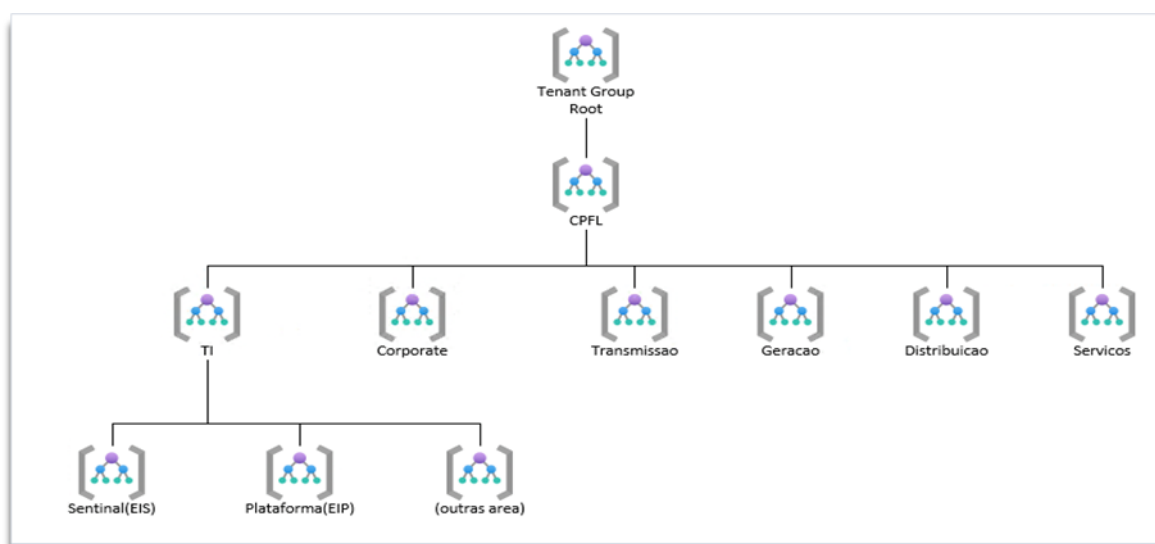 Tenant Group
Root
CPFL
TI
Corporate
Transmissao
Geracao
Distribuicao
Servicos
Sentinal(EIS)
Plataforma(EIP)
(outras area)